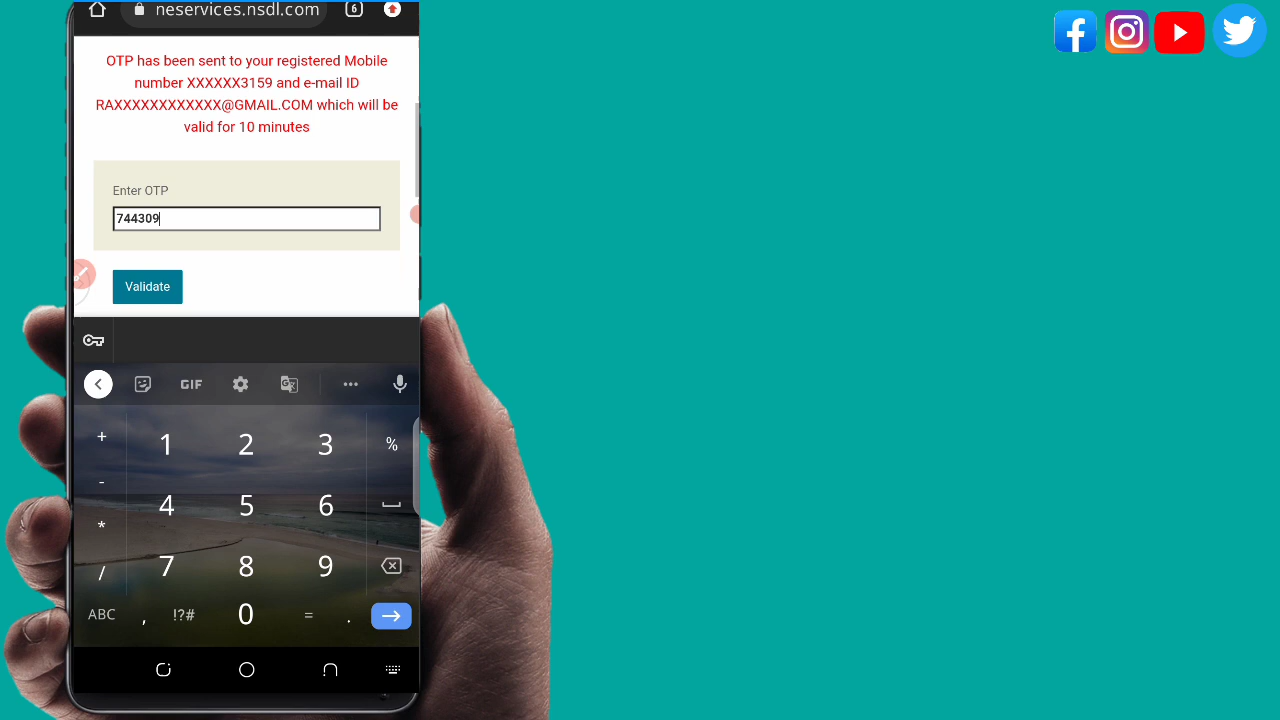 neservices.nsdl.com
6
OTP has been sent to your registered Mobile
number XXXXXX3159 and e-mail ID
RAXXXXXXXXXXXX@GMAIL.COM which will be
valid for 10 minutes
Enter OTP
744309
Validate
GIF
+ 1 2 3 %
- 4 5 6
* 7 8 9
/
ABC , !?# 0 = .